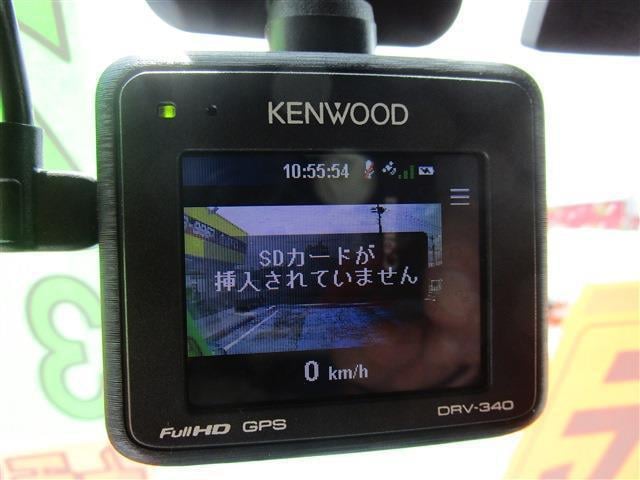 KENWOOD
10:55:54
SDカードが
挿入されていません
0 km/h
Full HD GPS
DRV-340
3